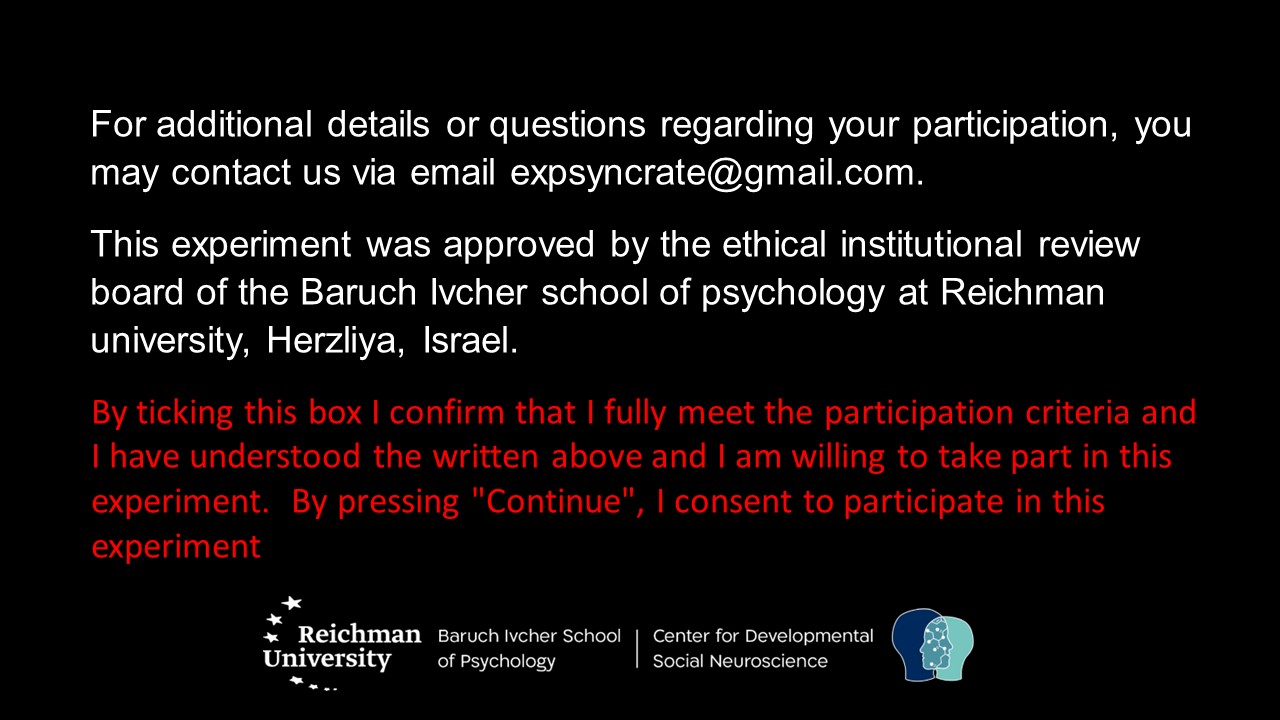 For additional details or questions regarding your participation, you
may contact us via email expsyncrate@gmail.com.
This experiment was approved by the ethical institutional review
board of the Baruch Ivcher school of psychology at Reichman
university, Herzliya, Israel.
By ticking this box I confirm that I fully meet the participation criteria and
I have understood the written above and I am willing to take part in this
experiment.  By pressing "Continue", I consent to participate in this
experiment
Reichman
University
Baruch Ivcher School
of Psychology
Center for Developmental
Social Neuroscience